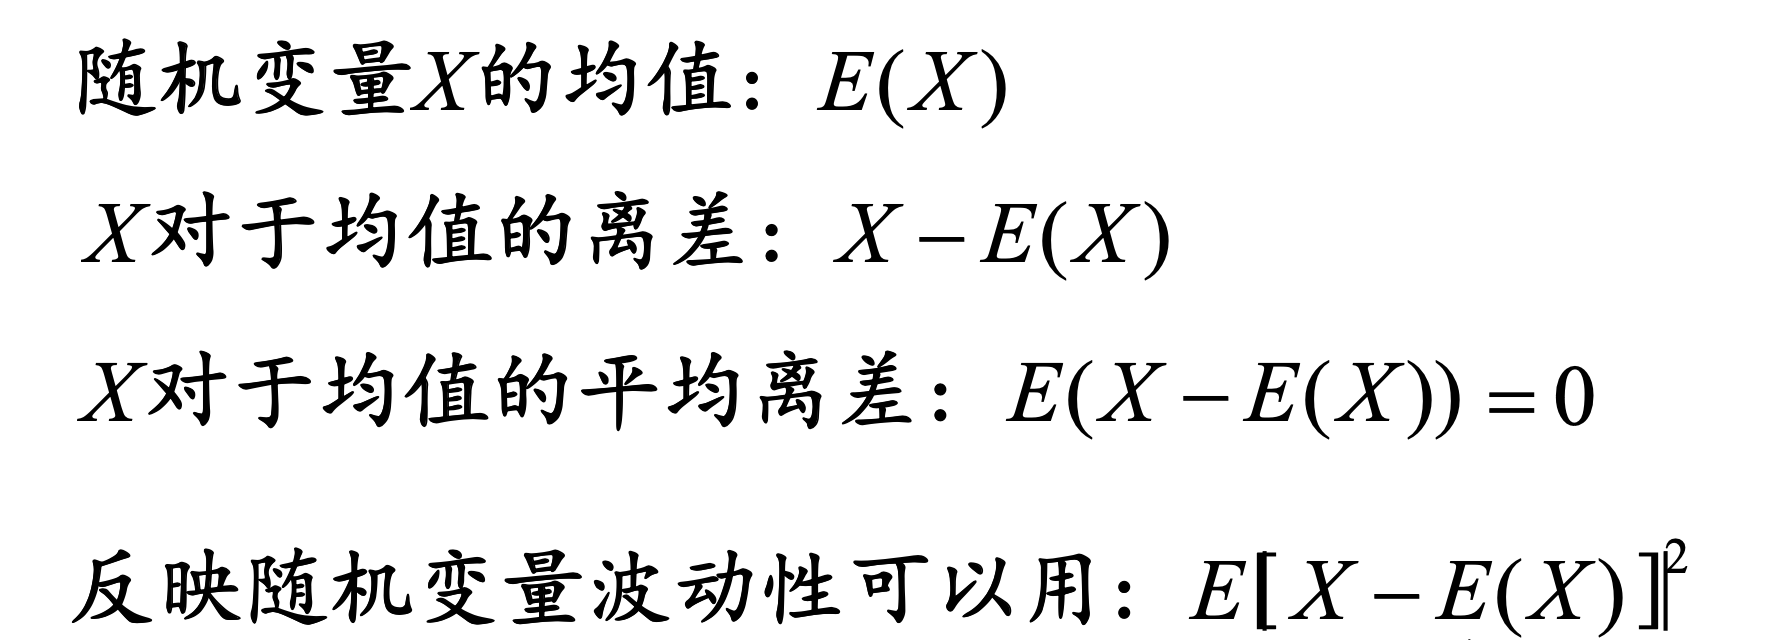 随机变量X的均值：E(X)
X对于均值的离差：X − E(X)
X对于均值的平均离差：E(X − E(X)) = 0
反映随机变量波动性可以用：E[X − E(X)]²